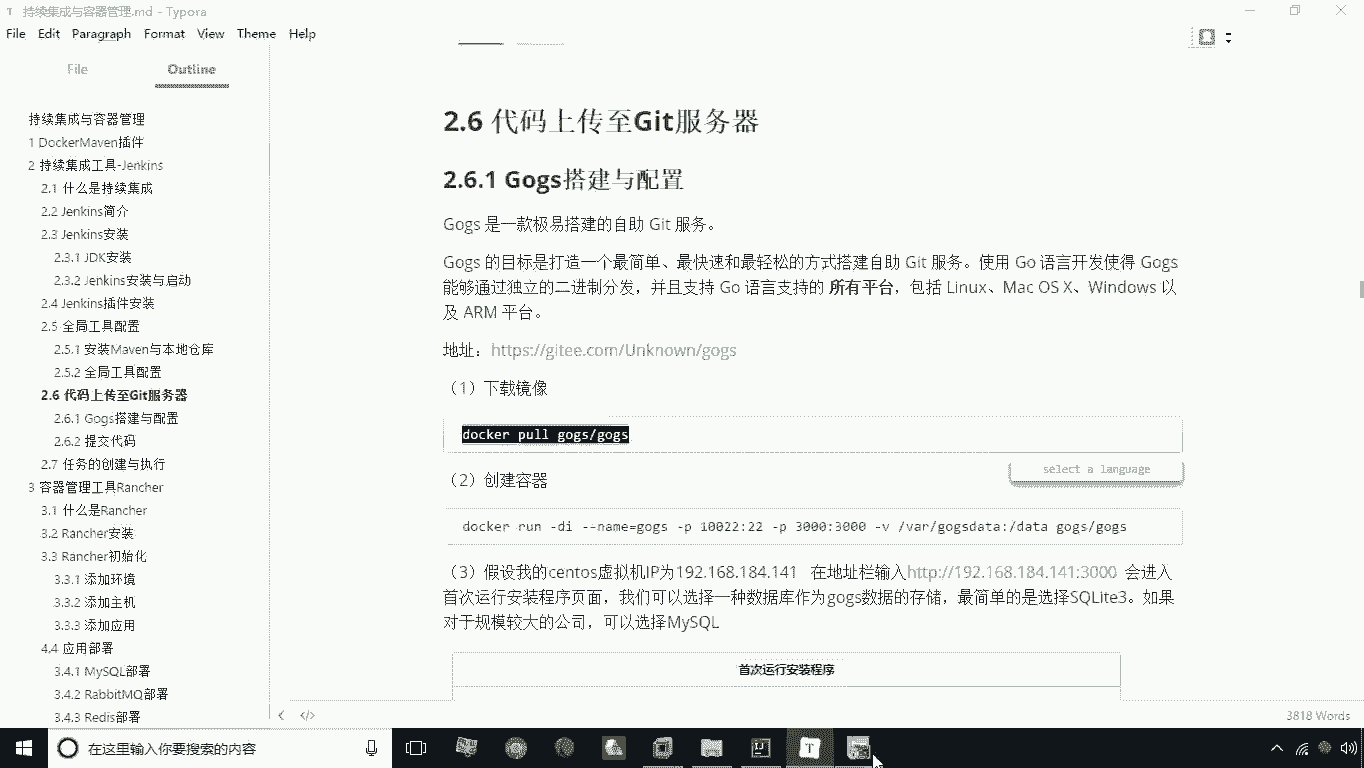 持续集成与容器管理.md - Typora
File Edit Paragraph Format View Theme Help
File Outline
持续集成与容器管理
1 DockerMaven插件
2 持续集成工具-Jenkins
2.1 什么是持续集成
2.2 Jenkins简介
2.3 Jenkins安装
2.3.1 JDK安装
2.3.2 Jenkins安装与启动
2.4 Jenkins插件安装
2.5 全局工具配置
2.5.1 安装Maven与本地仓库
2.5.2 全局工具配置
2.6 代码上传至Git服务器
2.6.1 Gogs搭建与配置
2.6.2 提交代码
2.7 任务的创建与执行
3 容器管理工具Rancher
3.1 什么是Rancher
3.2 Rancher安装
3.3 Rancher初始化
3.3.1 添加环境
3.3.2 添加主机
3.3.3 添加应用
4.4 应用部署
3.4.1 MySQL部署
3.4.2 RabbitMQ部署
3.4.3 Redis部署
2.6 代码上传至Git服务器
2.6.1 Gogs搭建与配置
Gogs 是一款极易搭建的自助 Git 服务。
Gogs 的目标是打造一个最简单、最快速和最轻松的方式搭建自助 Git 服务。使用 Go 语言开发使得 Gogs
能够通过独立的二进制分发，并且支持 Go 语言支持的 所有平台，包括 Linux、Mac OS X、Windows 以
及 ARM 平台。
地址：https://gitee.com/Unknown/gogs
（1）下载镜像
docker pull gogs/gogs
select a language
（2）创建容器
docker run -di --name=gogs -p 10022:22 -p 3000:3000 -v /var/gogsdata:/data gogs/gogs
（3）假设我的centos虚拟机IP为192.168.184.141 在地址栏输入http://192.168.184.141:3000 会进入
首次运行安装程序页面，我们可以选择一种数据库作为gogs数据的存储，最简单的是选择SQLite3。如果
对于规模较大的公司，可以选择MySQL
首次运行安装程序
3818 Words
在这里输入你要搜索的内容